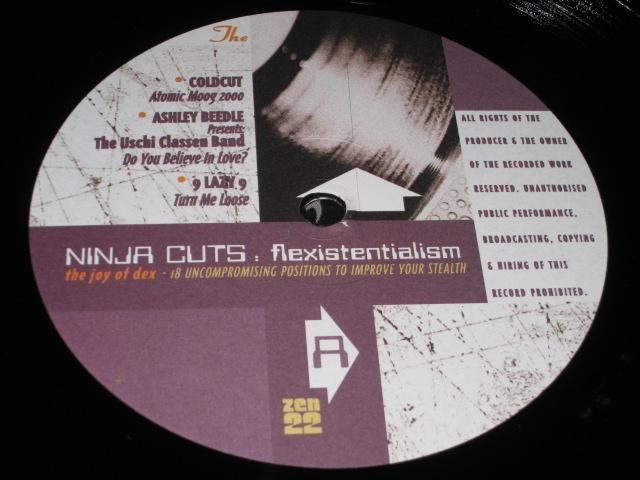 The
• COLDCUT
Atomic Moog 2000
• ASHLEY BEEDLE
Presents:
The Uschi Classen Band
Do You Believe In Love?
• 9 LAZY 9
Turn Me Loose
ALL RIGHTS OF THE
PRODUCER & THE OWNER
OF THE RECORDED WORK
RESERVED. UNAUTHORISED
PUBLIC PERFORMANCE,
BROADCASTING, COPYING
& HIRING OF THIS
RECORD PROHIBITED.
NINJA CUTS : flexistentialism
the joy of dex - 18 UNCOMPROMISING POSITIONS TO IMPROVE YOUR STEALTH
A
zen
22